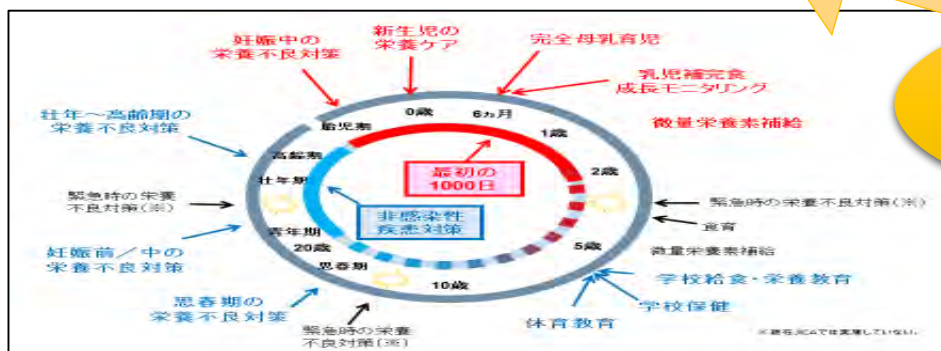 妊娠中の
栄養不良対策
新生児の
栄養ケア
完全母乳育児
乳児補完食
成長モニタリング
微量栄養素補給
壮年～高齢期の
栄養不良対策
胎児期
0歳
6ヵ月
1歳
2歳
5歳
10歳
思春期
20歳
青年期
壮年期
高齢期
最初の
1000日
非感染性
疾患対策
緊急時の栄養
不良対策(※)
妊娠前／中の
栄養不良対策
思春期の
栄養不良対策
緊急時の栄養
不良対策(※)
体育教育
学校保健
学校給食・栄養教育
微量栄養素補給
食育
緊急時の栄養不良対策(※)